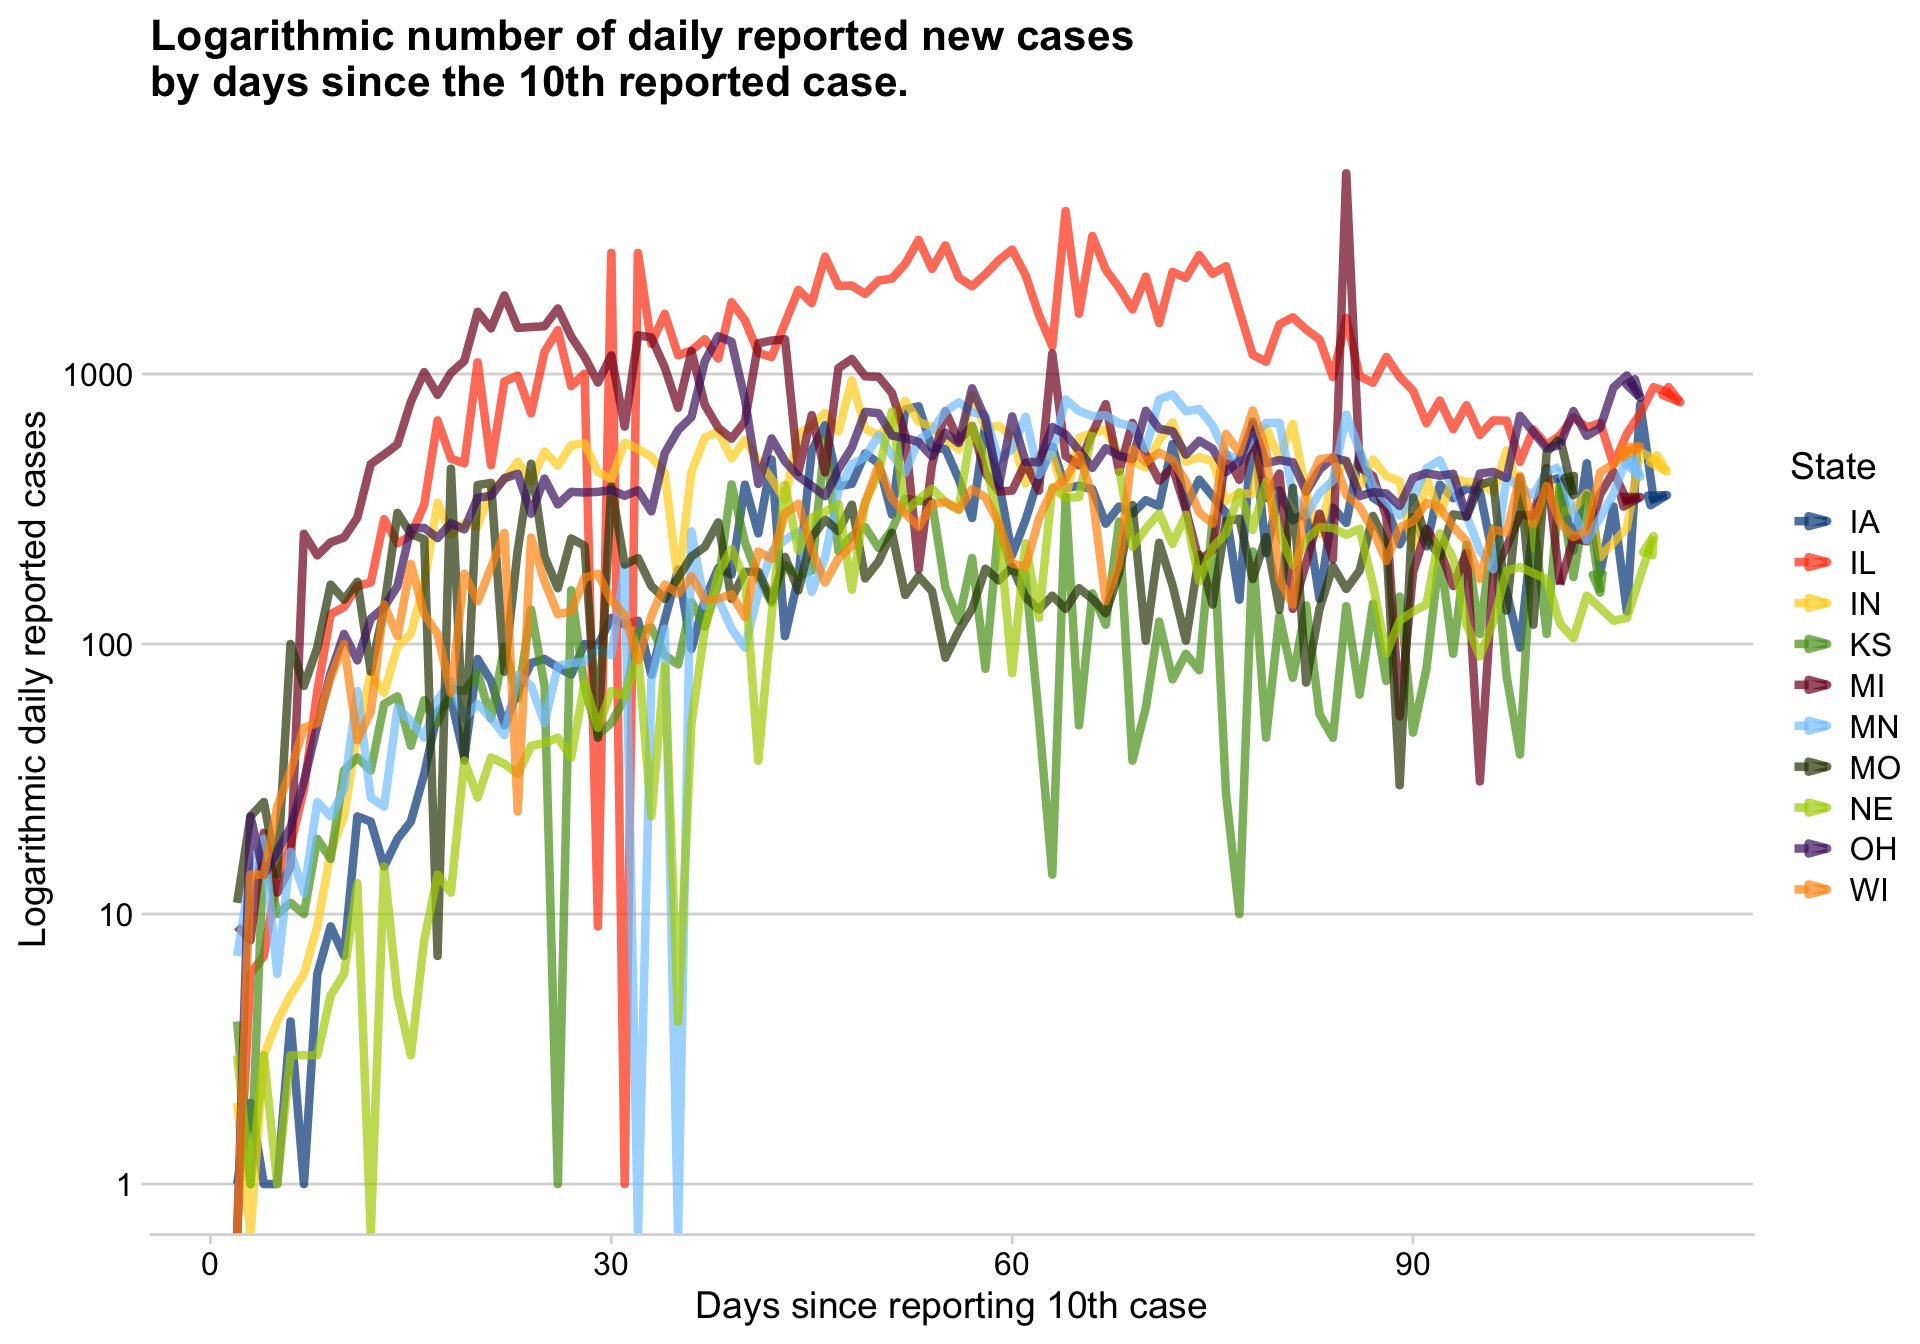 Logarithmic number of daily reported new cases
by days since the 10th reported case.
Logarithmic daily reported cases
1000
100
10
1
0
30
60
90
Days since reporting 10th case
State
IA
IL
IN
KS
MI
MN
MO
NE
OH
WI